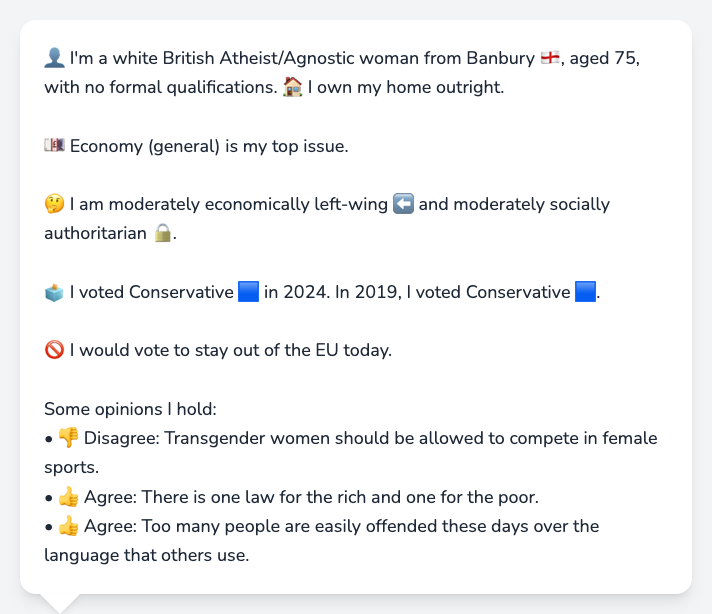 👤 I'm a white British Atheist/Agnostic woman from Banbury 🏴󠁧󠁢󠁥󠁮󠁧󠁿, aged 75,
with no formal qualifications. 🏠 I own my home outright.
💷 Economy (general) is my top issue.
🤔 I am moderately economically left-wing ⬅️ and moderately socially
authoritarian 🔒.
🗳️ I voted Conservative 🟦 in 2024. In 2019, I voted Conservative 🟦.
🚫 I would vote to stay out of the EU today.
Some opinions I hold:
• 👎 Disagree: Transgender women should be allowed to compete in female
sports.
• 👍 Agree: There is one law for the rich and one for the poor.
• 👍 Agree: Too many people are easily offended these days over the
language that others use.